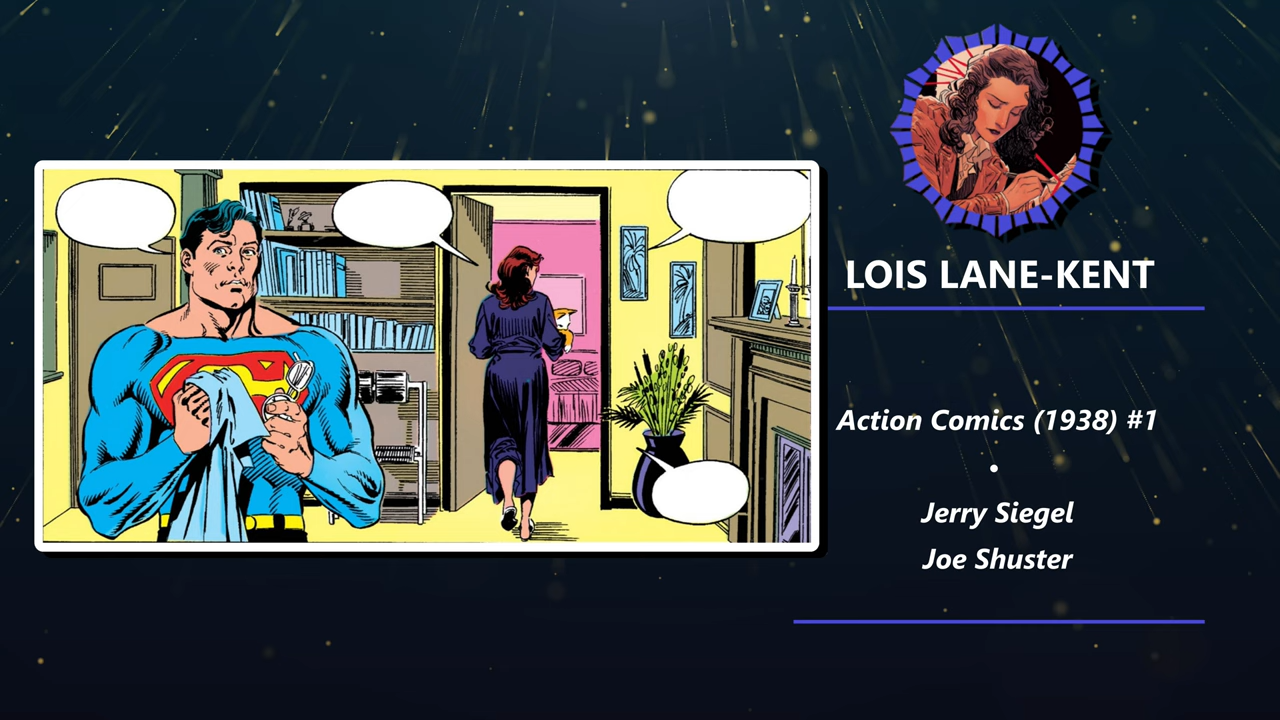 LOIS LANE-KENT
Action Comics (1938) #1
•
Jerry Siegel
Joe Shuster